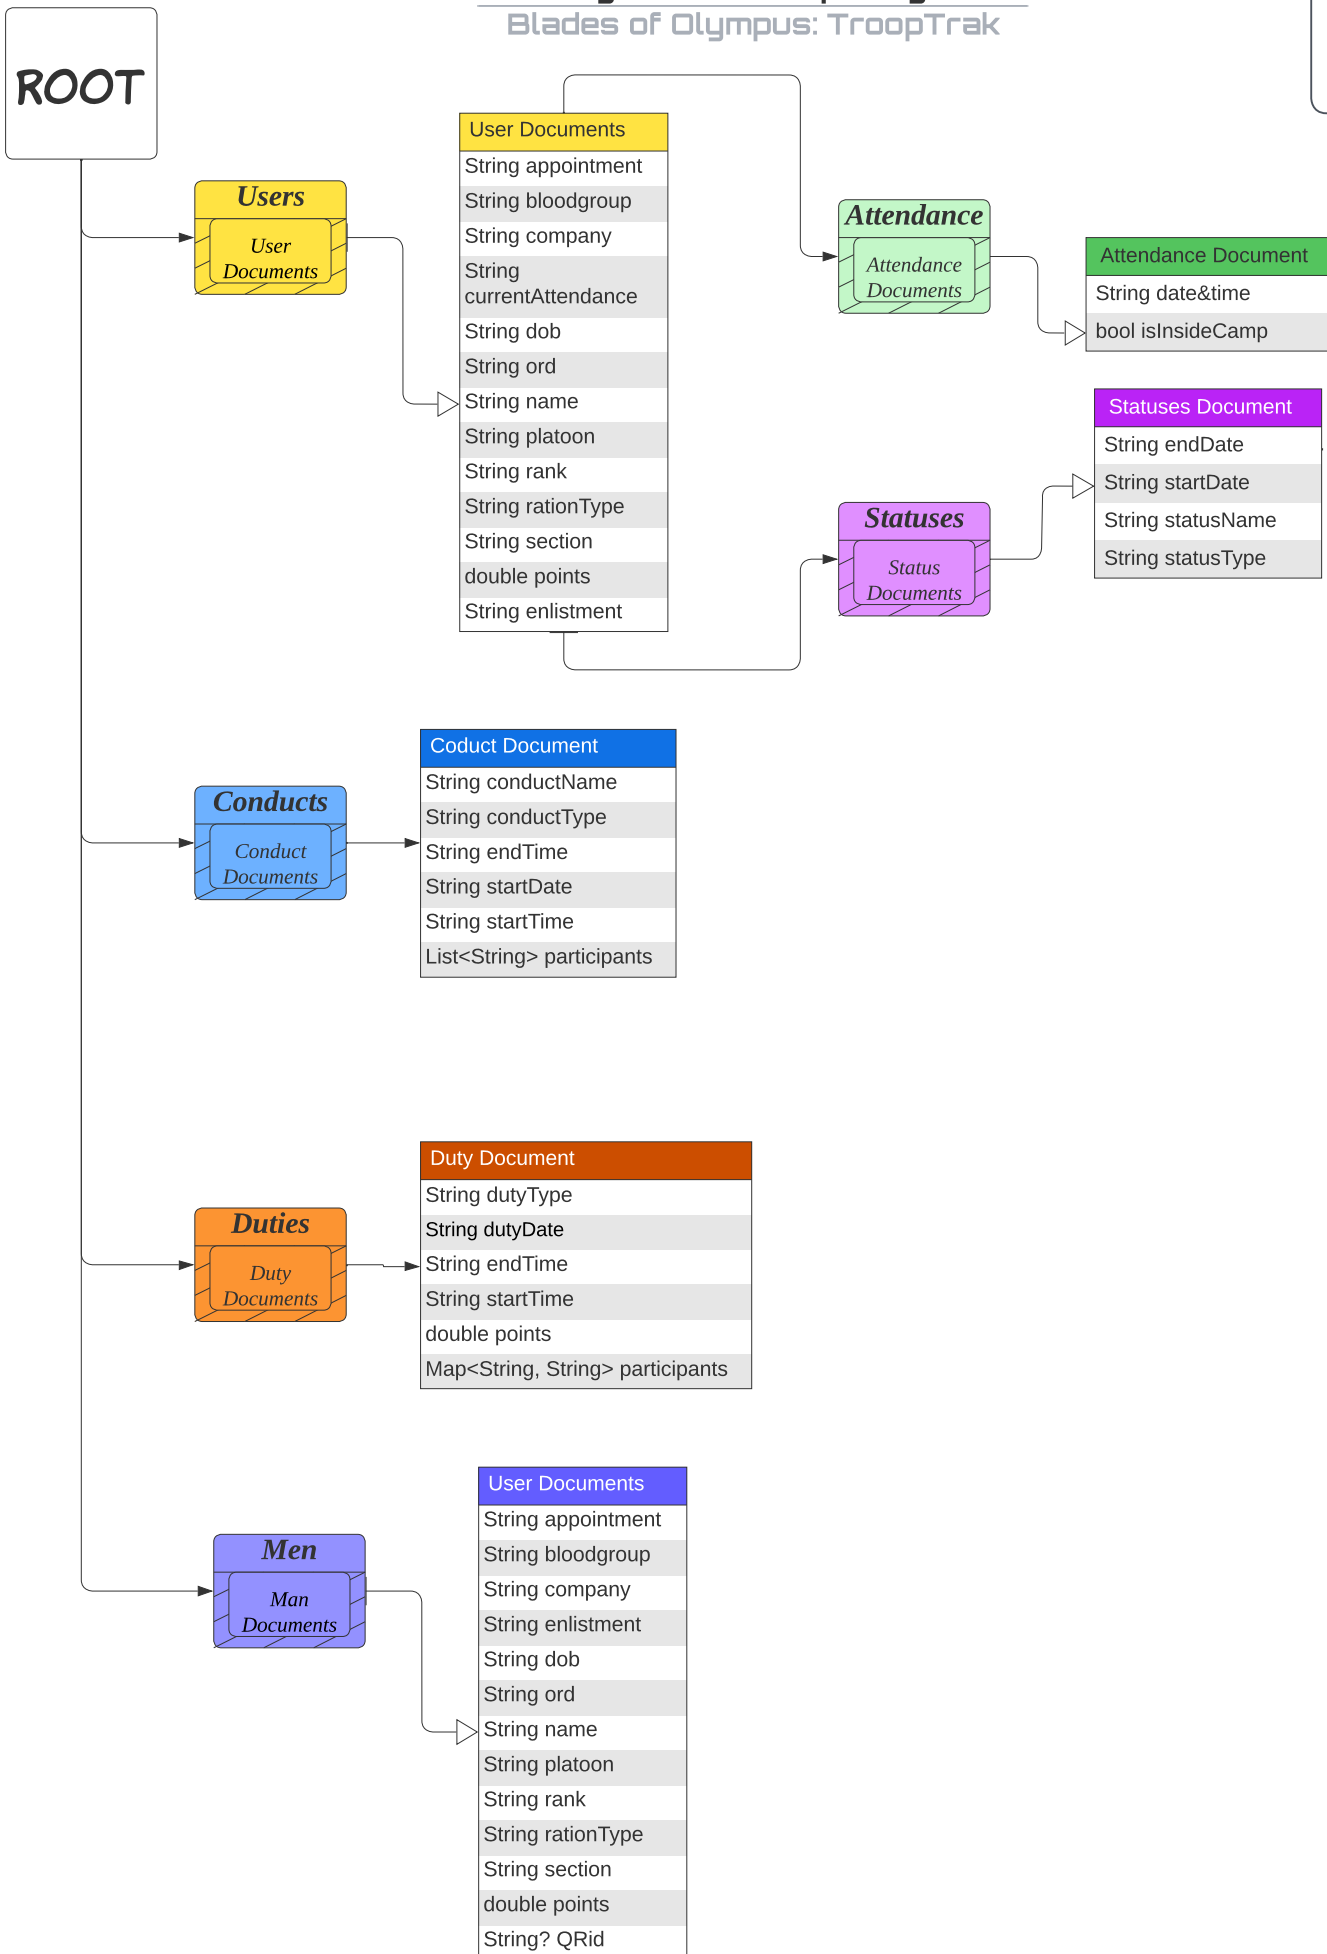 Blades of Olympus: TroopTrak
ROOT
Users
User
Documents
User Documents
String appointment
String bloodgroup
String company
String
currentAttendance
String dob
String ord
String name
String platoon
String rank
String rationType
String section
double points
String enlistment
Attendance
Attendance
Documents
Attendance Document
String date&time
bool isInsideCamp
Statuses
Status
Documents
Statuses Document
String endDate
String startDate
String statusName
String statusType
Conducts
Conduct
Documents
Coduct Document
String conductName
String conductType
String endTime
String startDate
String startTime
List<String> participants
Duties
Duty
Documents
Duty Document
String dutyType
String dutyDate
String endTime
String startTime
double points
Map<String, String> participants
Men
Man
Documents
User Documents
String appointment
String bloodgroup
String company
String enlistment
String dob
String ord
String name
String platoon
String rank
String rationType
String section
double points
String? QRid